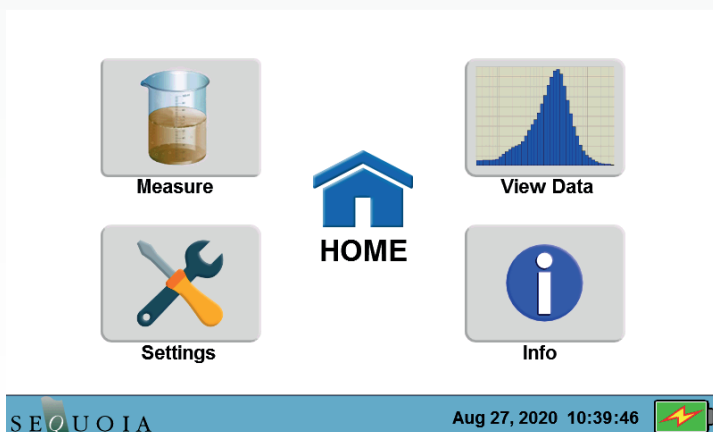 Measure
View Data
HOME
Settings
Info
SEQUOIA
Aug 27, 2020 10:39:46